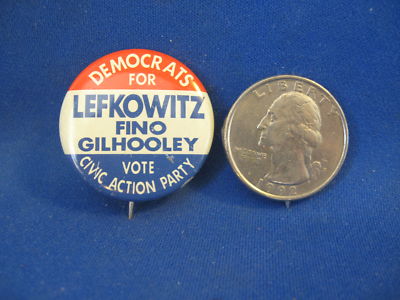 DEMOCRATS
FOR
LEFKOWITZ
FINO
GILHOOLEY
VOTE
CIVIC ACTION PARTY
LIBERTY